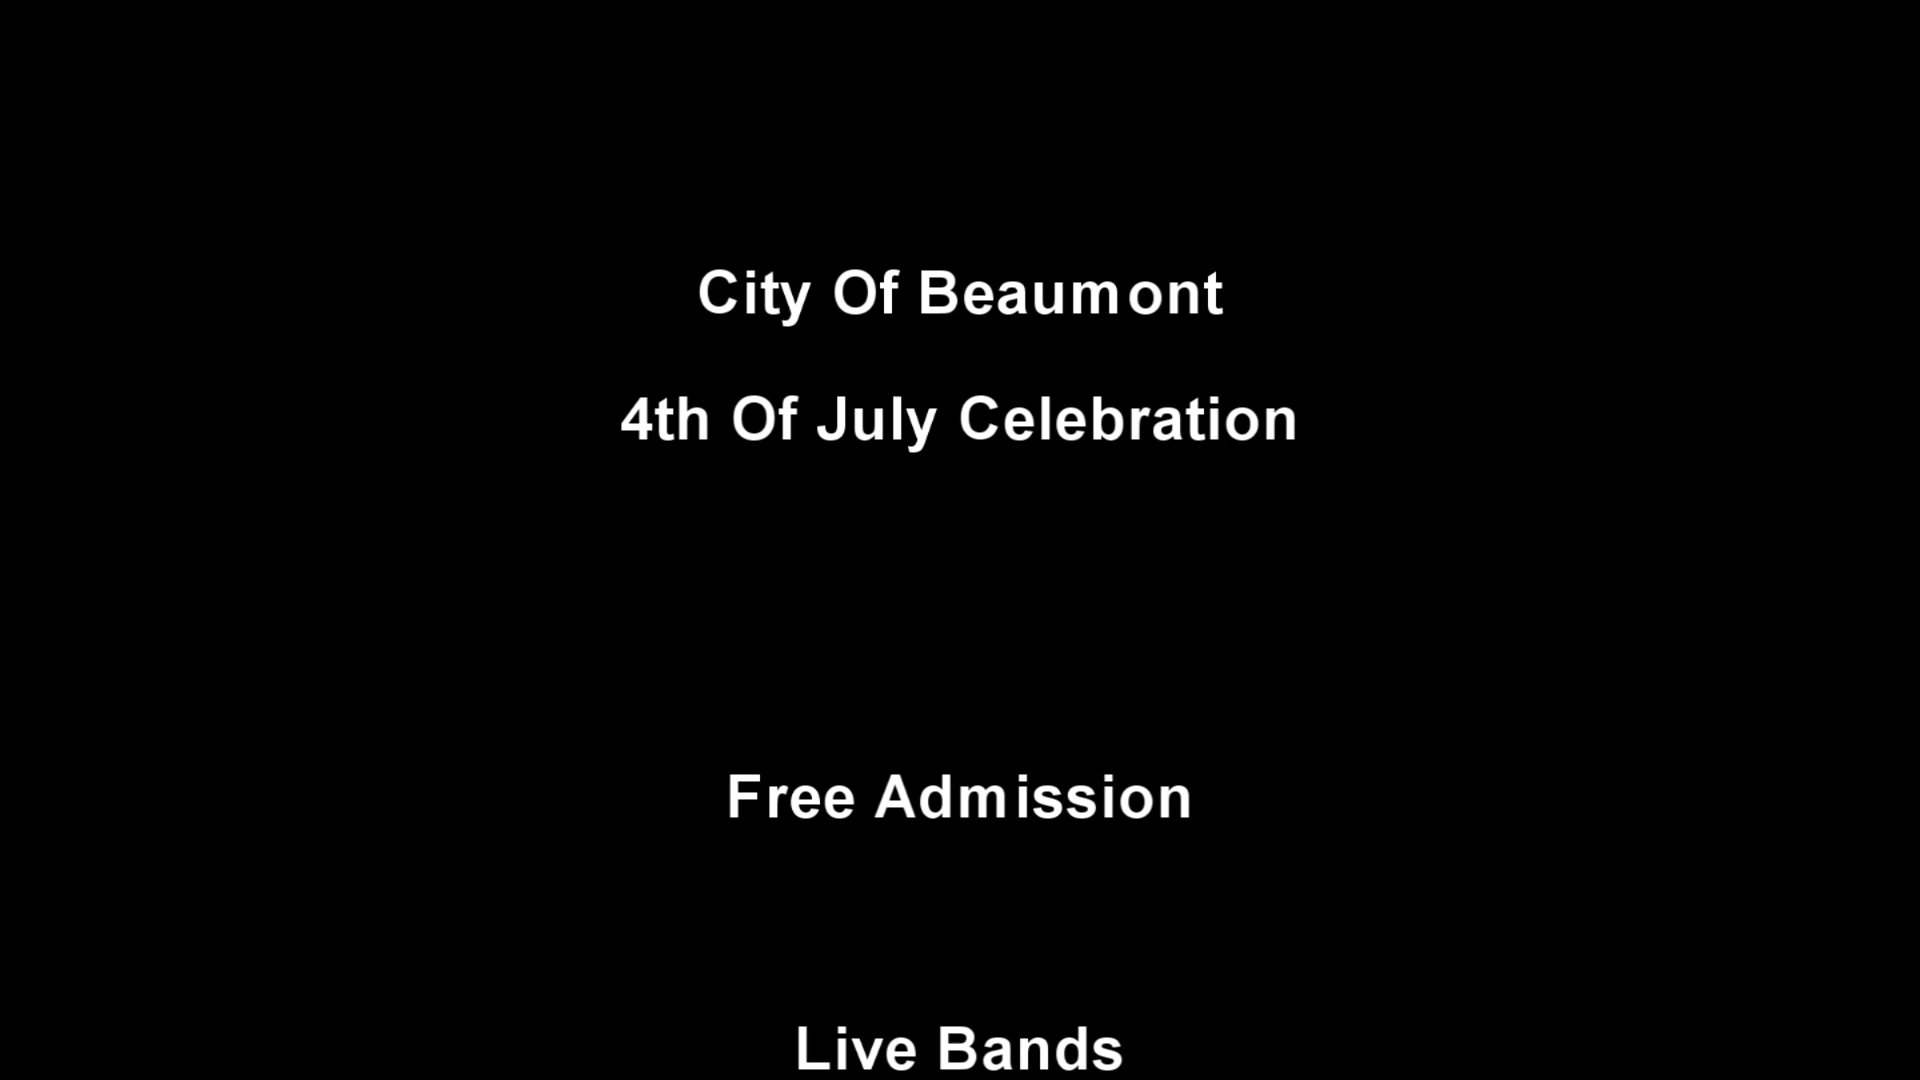 City Of Beaumont
4th Of July Celebration
Free Admission
Live Bands